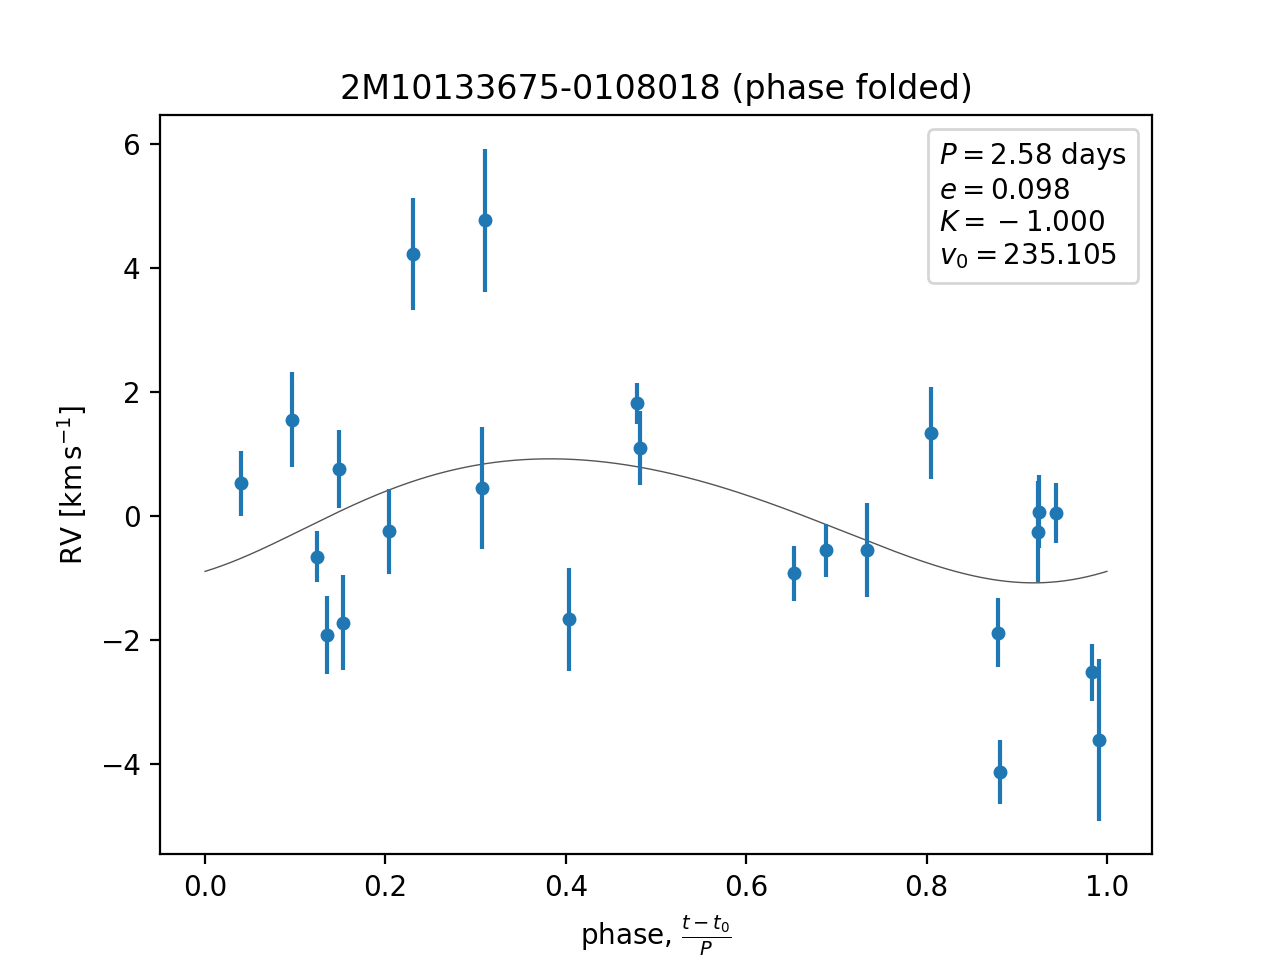 2M10133675-0108018 (phase folded)
P = 2.58 days
e = 0.098
K = −1.000
v₀ = 235.105
6
4
2
0
−2
−4
RV [km s⁻¹]
0.0 0.2 0.4 0.6 0.8 1.0
phase, (t − t₀)/P